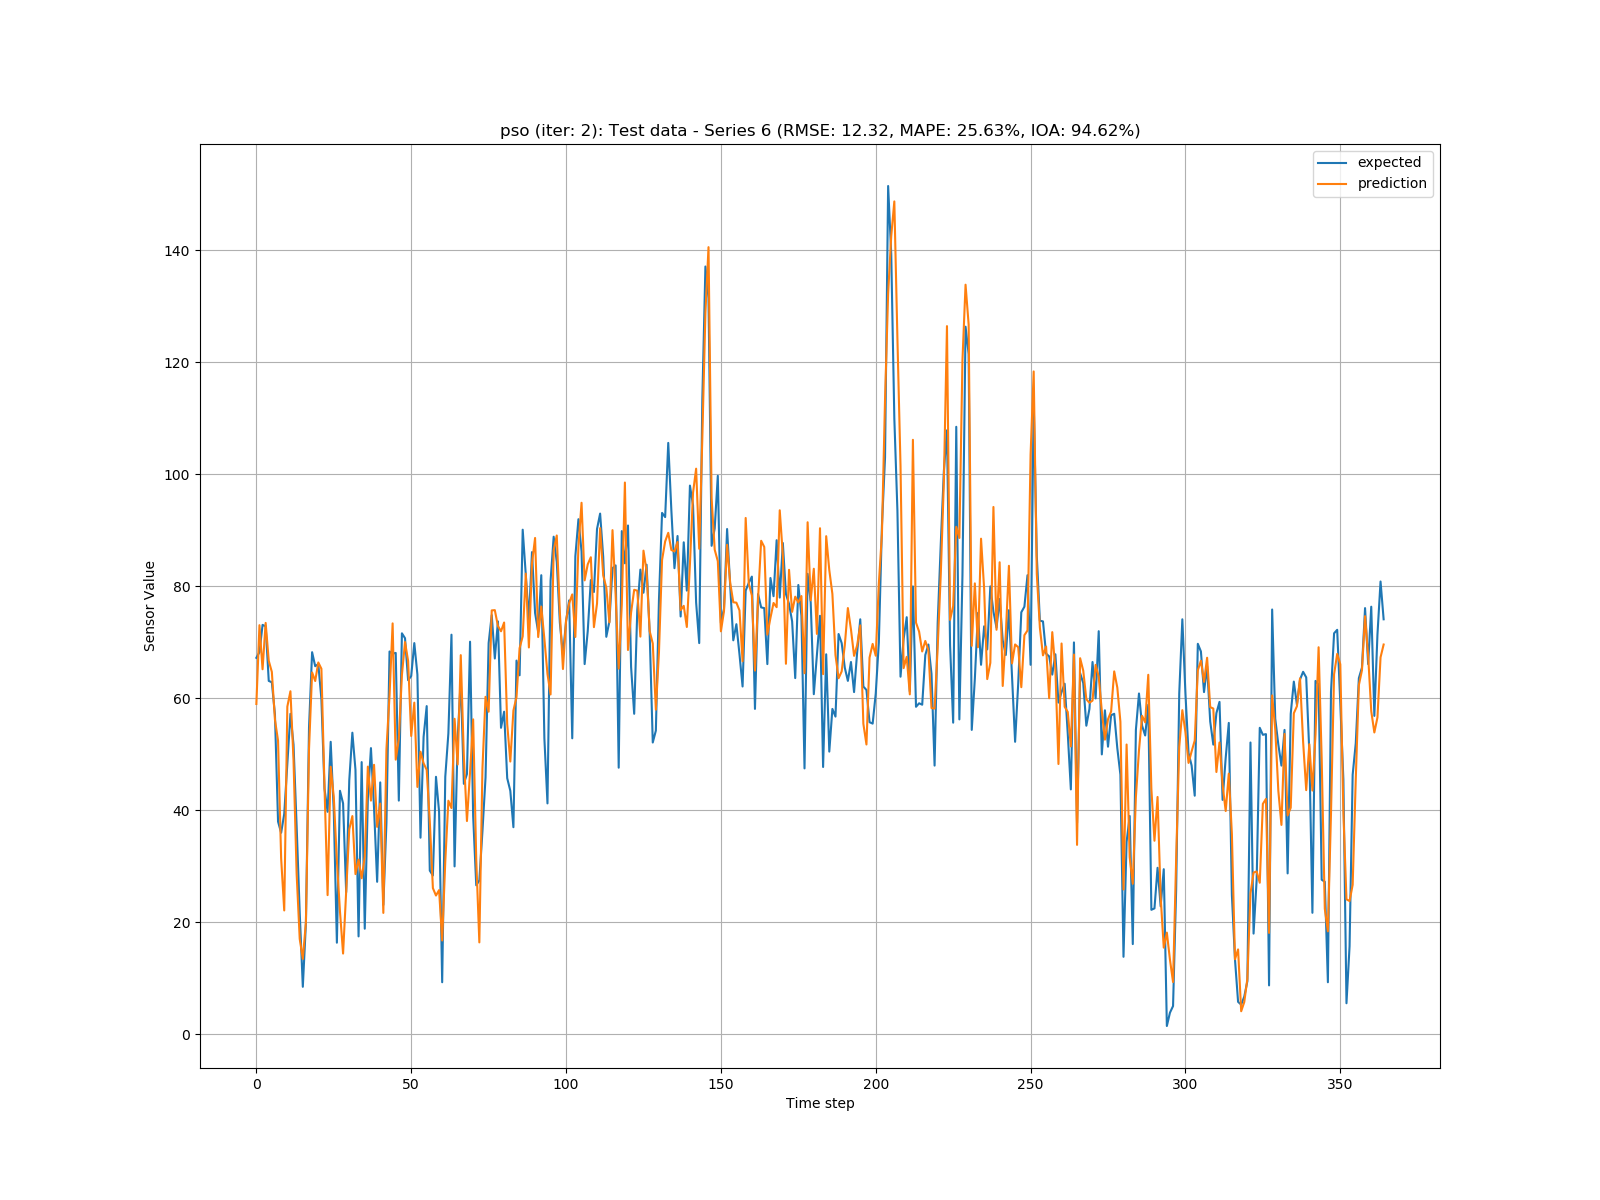 pso (iter: 2): Test data - Series 6 (RMSE: 12.32, MAPE: 25.63%, IOA: 94.62%)
expected
prediction
140
120
100
80
60
40
20
0
Sensor Value
0 50 100 150 200 250 300 350
Time step